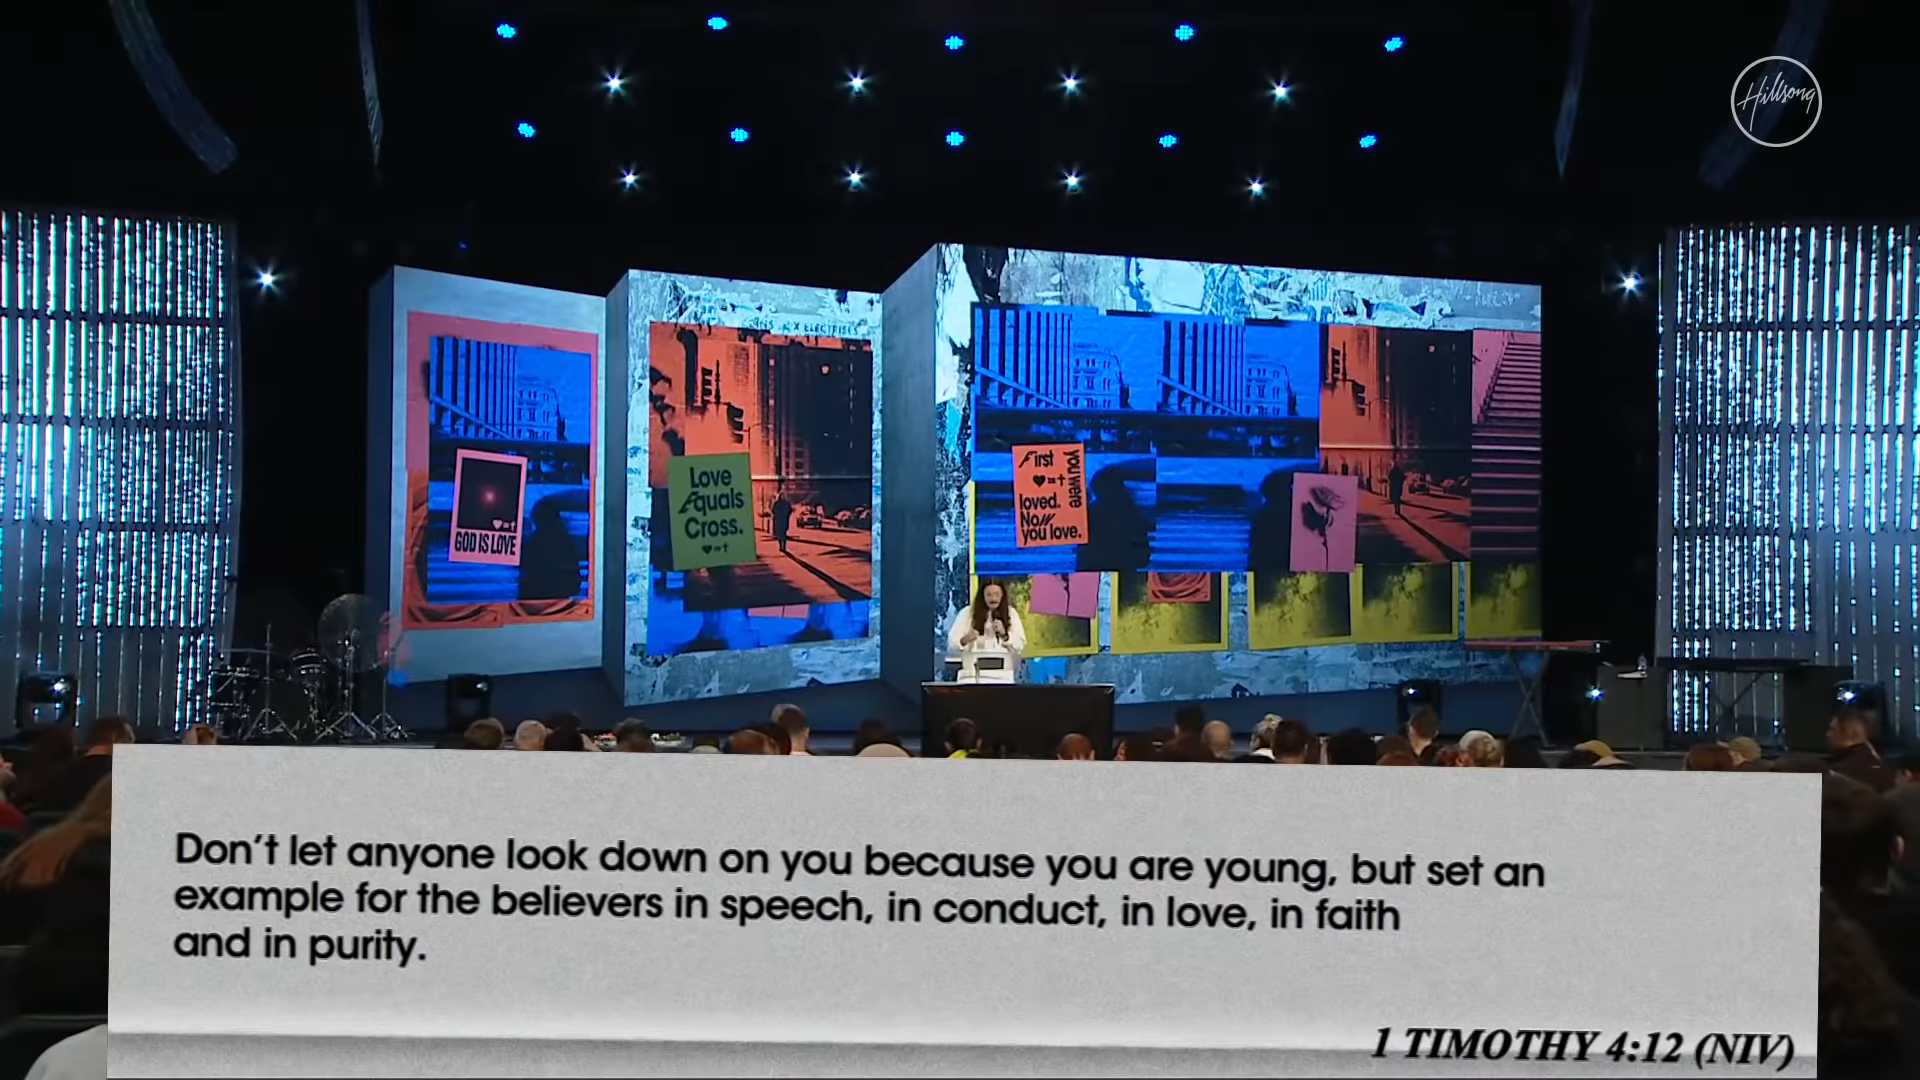 Hillsong
GOD IS LOVE
Love
Equals
Cross.
First
you were
loved.
Now
you love.
Don't let anyone look down on you because you are young, but set an
example for the believers in speech, in conduct, in love, in faith
and in purity.
1 TIMOTHY 4:12 (NIV)